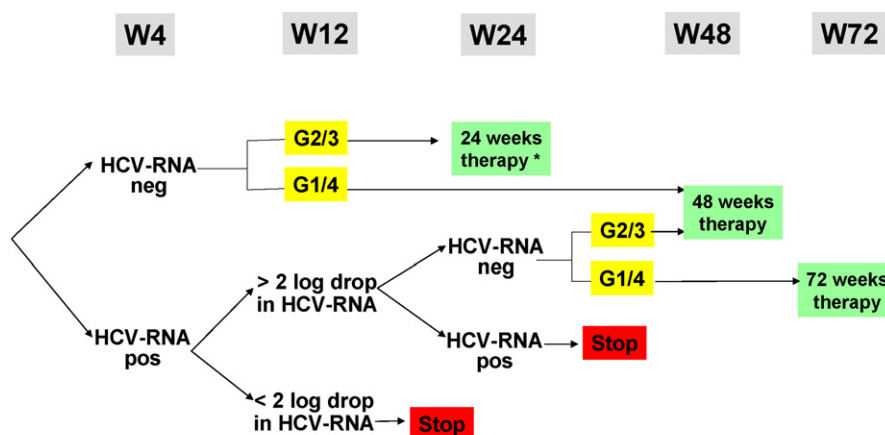 W4
W12
W24
W48
W72
HCV-RNA
neg
G2/3
24 weeks
therapy *
G1/4
48 weeks
therapy
HCV-RNA
pos
> 2 log drop
in HCV-RNA
HCV-RNA
neg
G2/3
G1/4
72 weeks
therapy
HCV-RNA
pos
Stop
< 2 log drop
in HCV-RNA
Stop